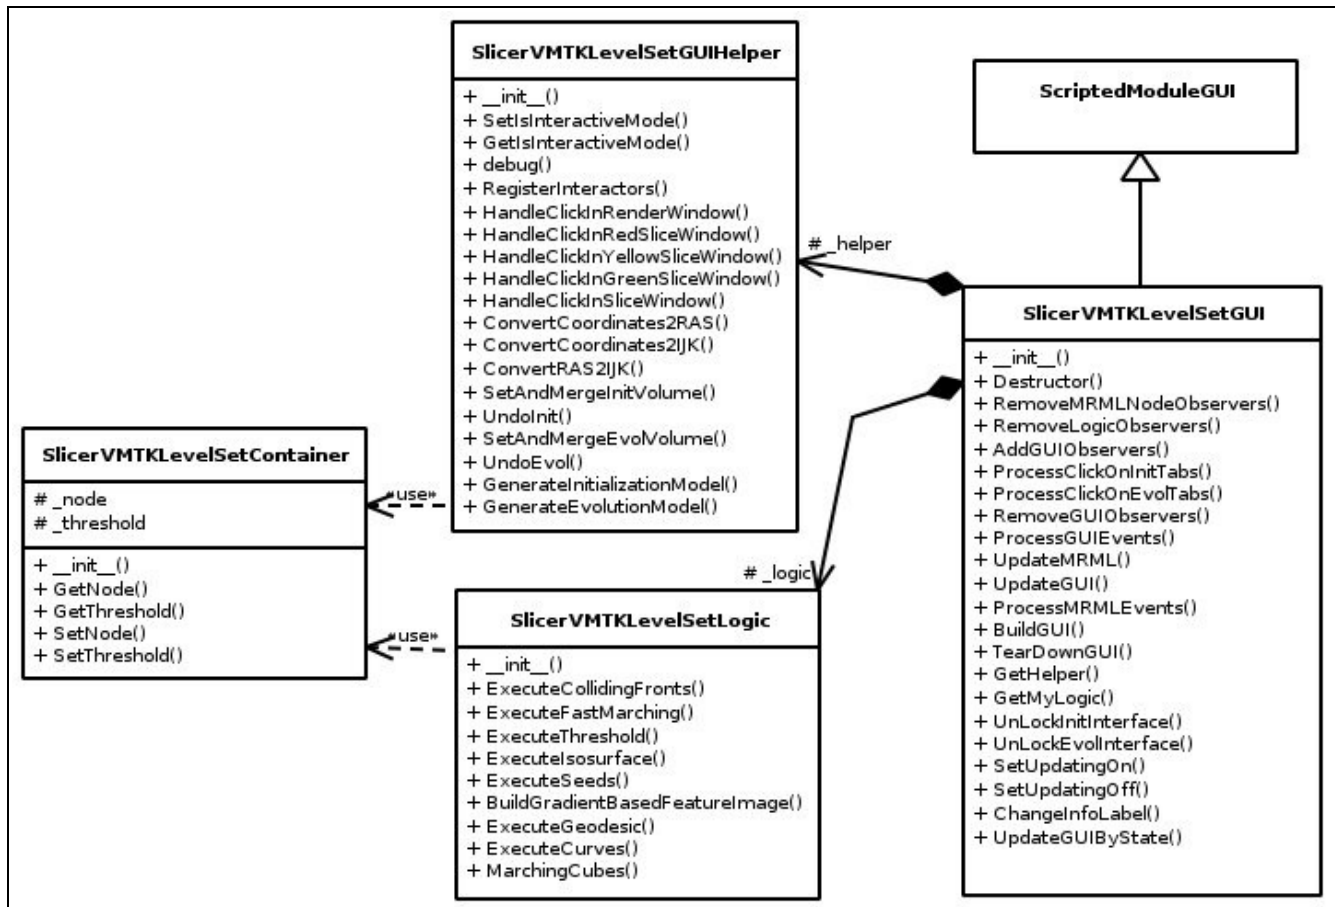 SlicerVMTKLevelSetGUIHelper
+ __init__()
+ SetIsInteractiveMode()
+ GetIsInteractiveMode()
+ debug()
+ RegisterInteractors()
+ HandleClickInRenderWindow()
+ HandleClickInRedSliceWindow()
+ HandleClickInYellowSliceWindow()
+ HandleClickInGreenSliceWindow()
+ HandleClickInSliceWindow()
+ ConvertCoordinates2RAS()
+ ConvertCoordinates2IJK()
+ ConvertRAS2IJK()
+ SetAndMergeInitVolume()
+ UndoInit()
+ SetAndMergeEvolVolume()
+ UndoEvol()
+ GenerateInitializationModel()
+ GenerateEvolutionModel()
ScriptedModuleGUI
# _helper
SlicerVMTKLevelSetGUI
+ __init__()
+ Destructor()
+ RemoveMRMLNodeObservers()
+ RemoveLogicObservers()
+ AddGUIObservers()
+ ProcessClickOnInitTabs()
+ ProcessClickOnEvolTabs()
+ RemoveGUIObservers()
+ ProcessGUIEvents()
+ UpdateMRML()
+ UpdateGUI()
+ ProcessMRMLEvents()
+ BuildGUI()
+ TearDownGUI()
+ GetHelper()
+ GetMyLogic()
+ UnLockInitInterface()
+ UnLockEvolInterface()
+ SetUpdatingOn()
+ SetUpdatingOff()
+ ChangeInfoLabel()
+ UpdateGUIByState()
SlicerVMTKLevelSetContainer
# _node
# _threshold
+ __init__()
+ GetNode()
+ GetThreshold()
+ SetNode()
+ SetThreshold()
«use»
«use»
# _logic
SlicerVMTKLevelSetLogic
+ __init__()
+ ExecuteCollidingFronts()
+ ExecuteFastMarching()
+ ExecuteThreshold()
+ ExecuteIsosurface()
+ ExecuteSeeds()
+ BuildGradientBasedFeatureImage()
+ ExecuteGeodesic()
+ ExecuteCurves()
+ MarchingCubes()